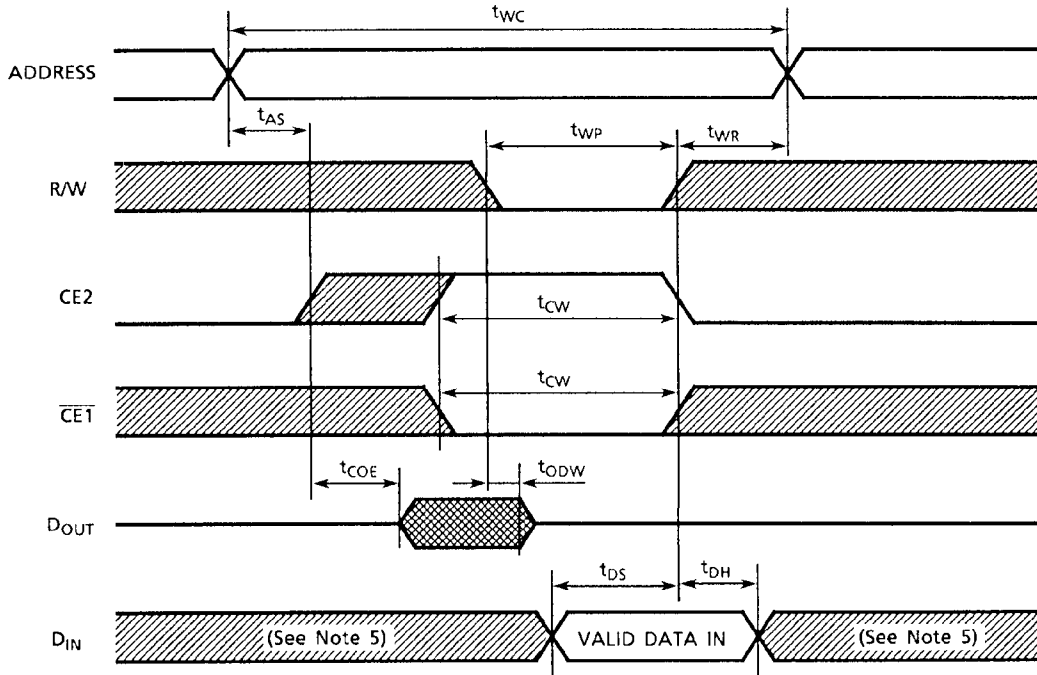 tWC
ADDRESS
tAS
tWP
tWR
R/W
CE2
tCW
tCW
CE1
tCOE
tODW
DOUT
tDS
tDH
DIN
(See Note 5)
VALID DATA IN
(See Note 5)